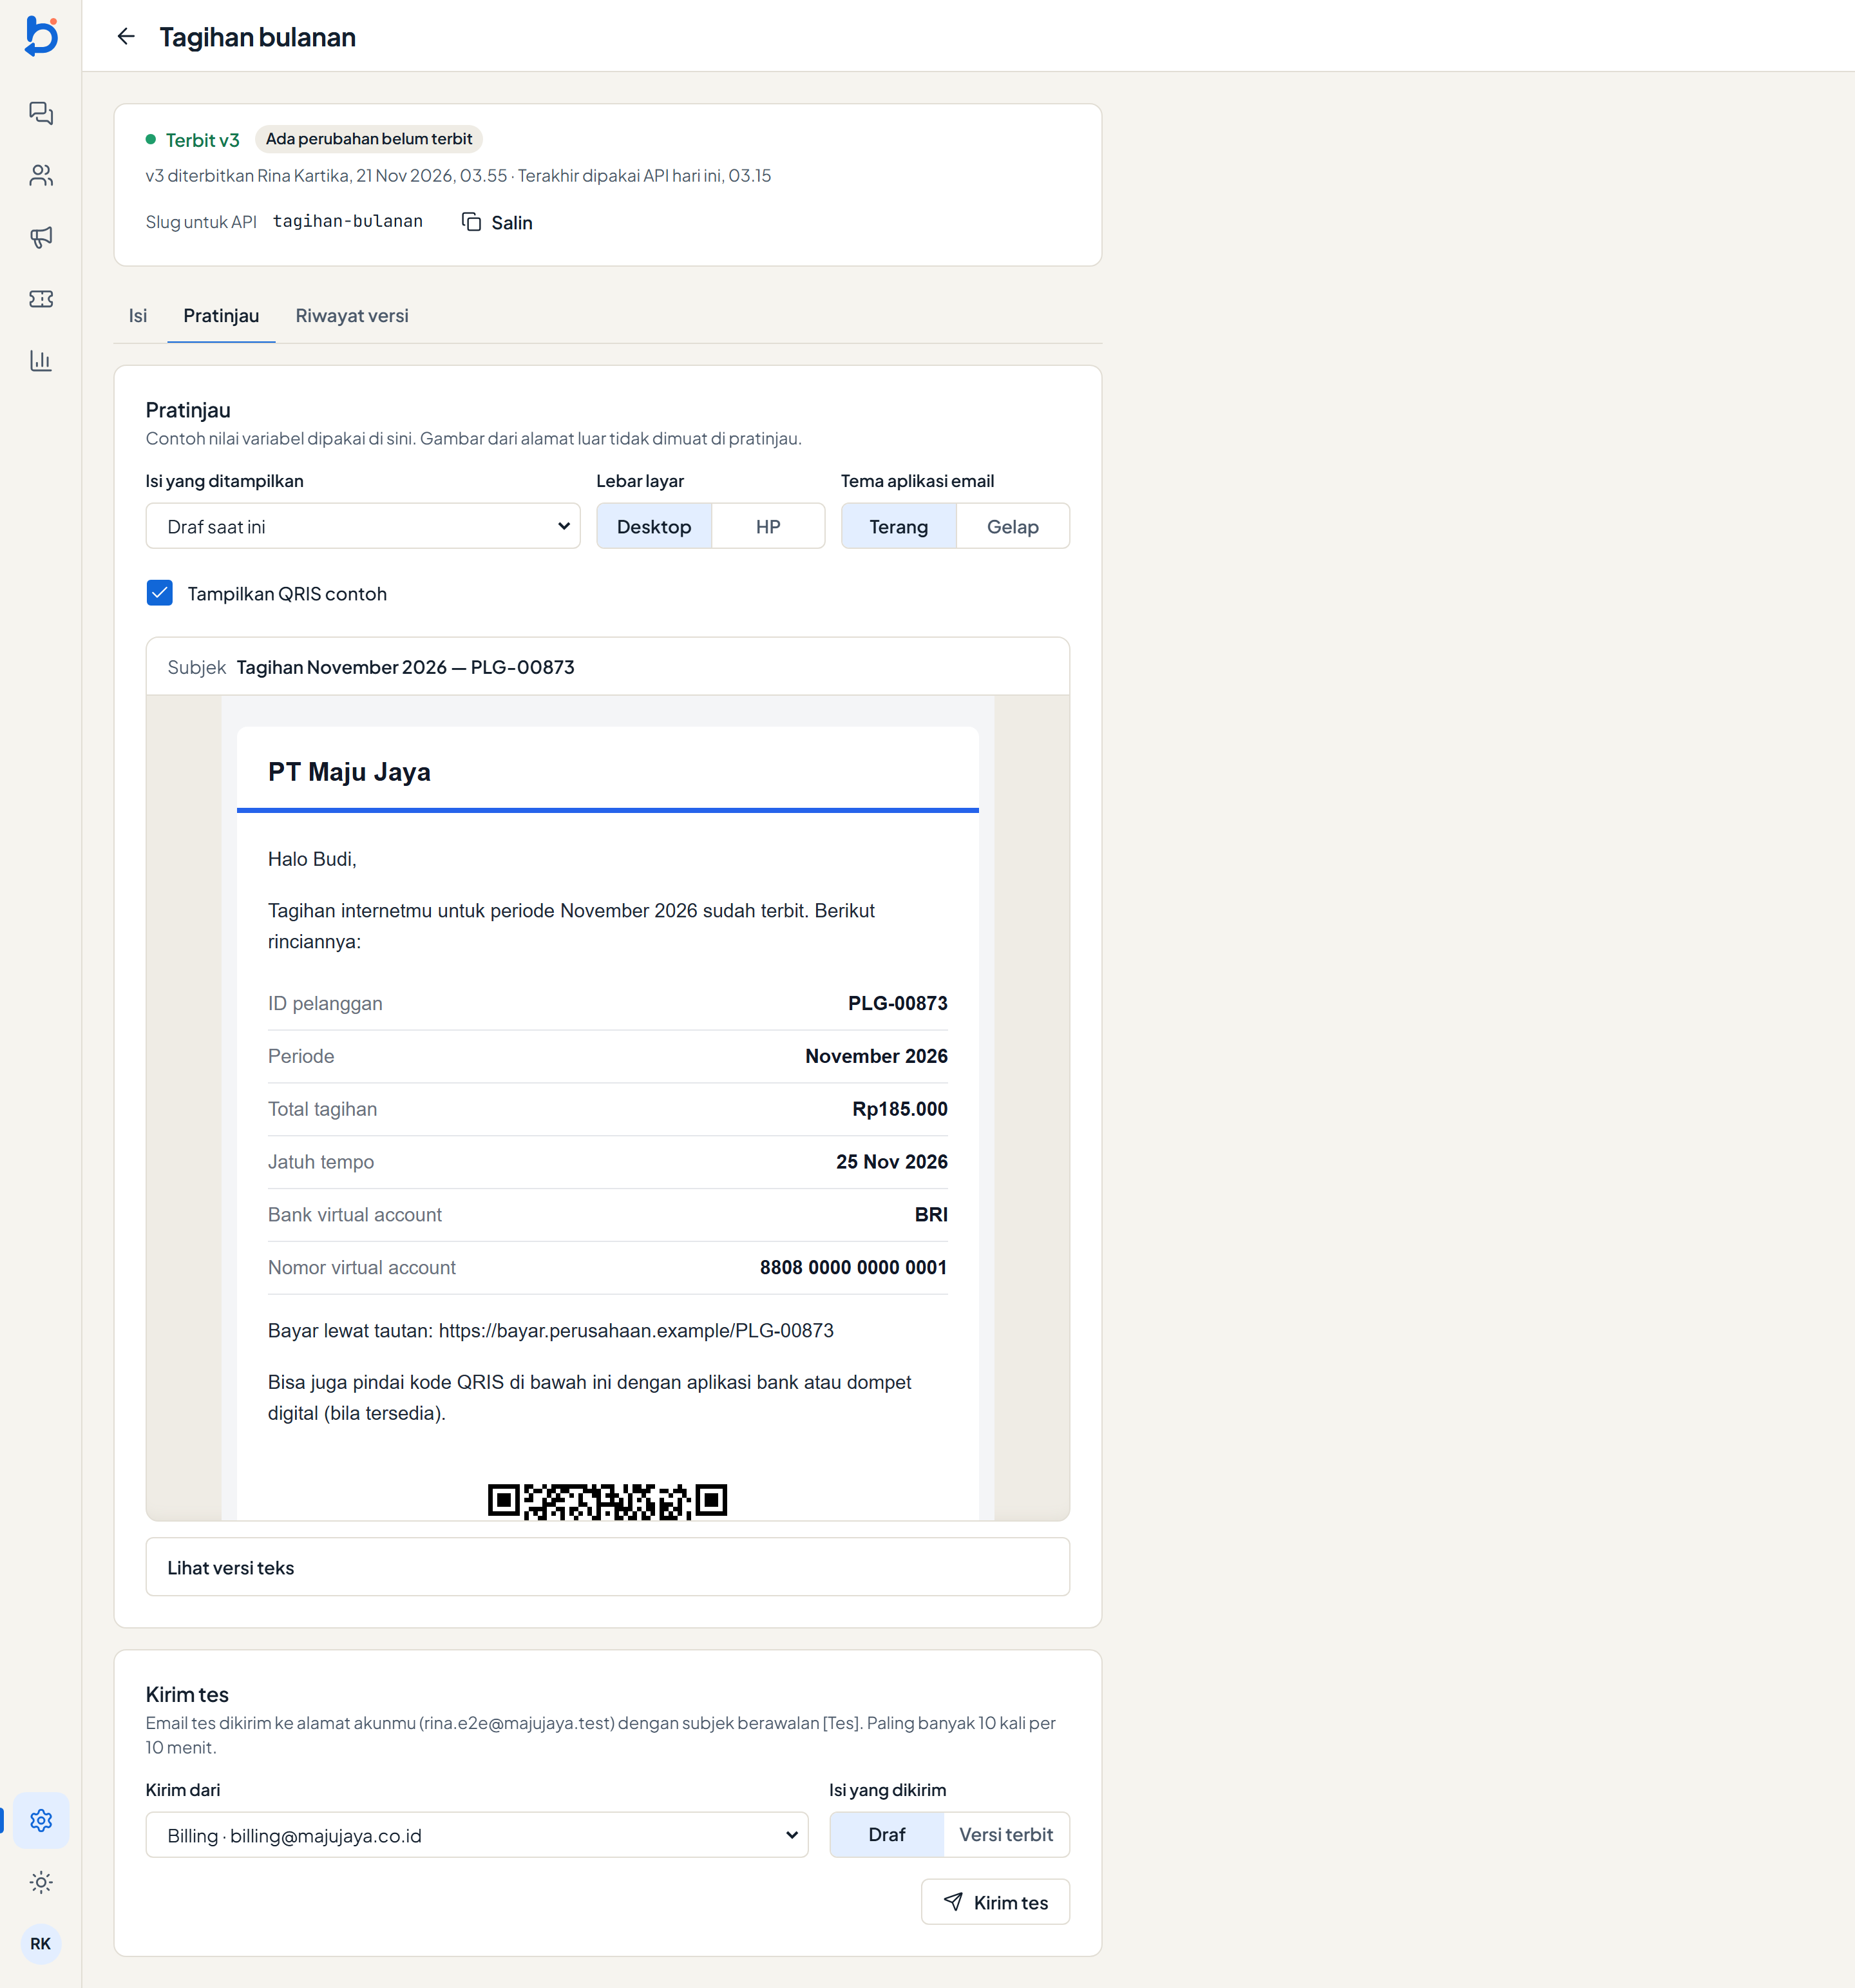 Tagihan bulanan
Terbit v3
Ada perubahan belum terbit
v3 diterbitkan Rina Kartika, 21 Nov 2026, 03.55 · Terakhir dipakai API hari ini, 03.15
Slug untuk API tagihan-bulanan Salin
Isi Pratinjau Riwayat versi
Pratinjau
Contoh nilai variabel dipakai di sini. Gambar dari alamat luar tidak dimuat di pratinjau.
Isi yang ditampilkan Lebar layar Tema aplikasi email
Draf saat ini Desktop HP Terang Gelap
Tampilkan QRIS contoh
Subjek Tagihan November 2026 — PLG-00873
PT Maju Jaya
Halo Budi,
Tagihan internetmu untuk periode November 2026 sudah terbit. Berikut
rinciannya:
ID pelanggan PLG-00873
Periode November 2026
Total tagihan Rp185.000
Jatuh tempo 25 Nov 2026
Bank virtual account BRI
Nomor virtual account 8808 0000 0000 0001
Bayar lewat tautan: https://bayar.perusahaan.example/PLG-00873
Bisa juga pindai kode QRIS di bawah ini dengan aplikasi bank atau dompet
digital (bila tersedia).
Lihat versi teks
Kirim tes
Email tes dikirim ke alamat akunmu (rina.e2e@majujaya.test) dengan subjek berawalan [Tes]. Paling banyak 10 kali per
10 menit.
Kirim dari Isi yang dikirim
Billing · billing@majujaya.co.id Draf Versi terbit
Kirim tes
RK